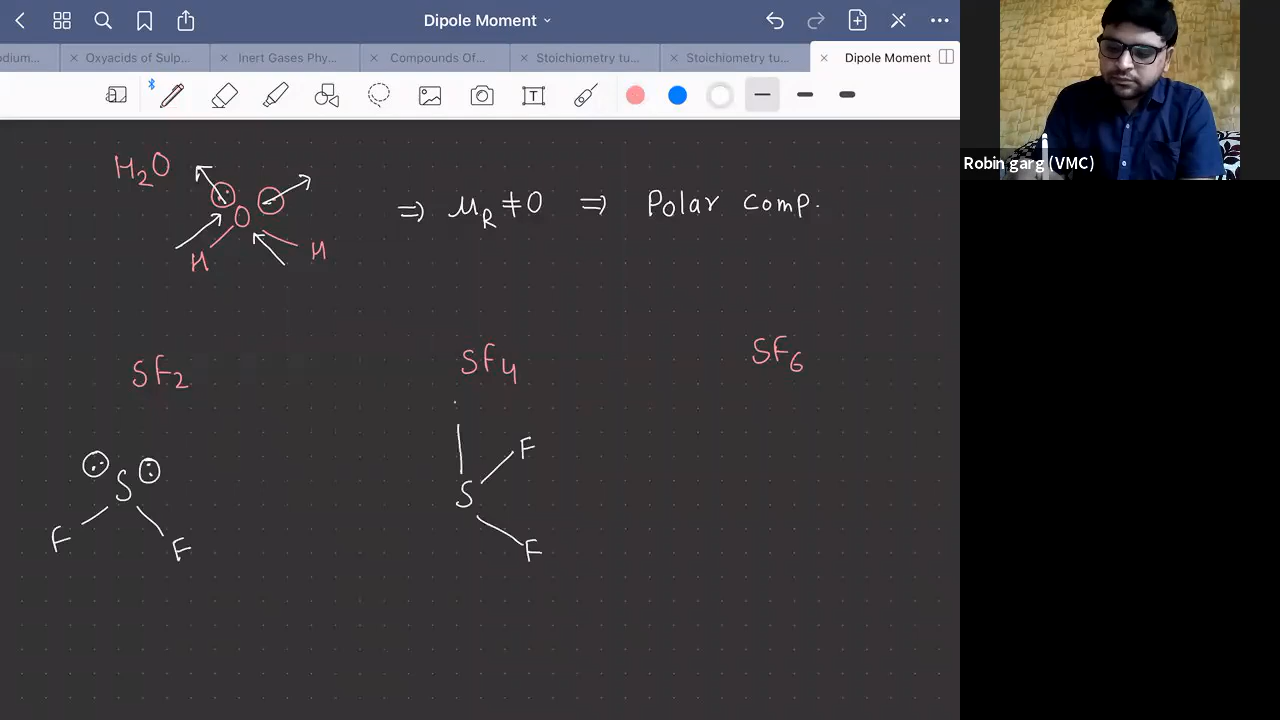 Dipole Moment
odium...
Oxyacids of Sulp...
Inert Gases Phy...
Compounds Of...
Stoichiometry tu...
Stoichiometry tu...
Dipole Moment
T
Robin garg (VMC)
H₂O
O
H H
⇒ μR ≠ 0 ⇒ Polar comp.
SF₂ SF₄ SF₆
S
F F
F
S
F